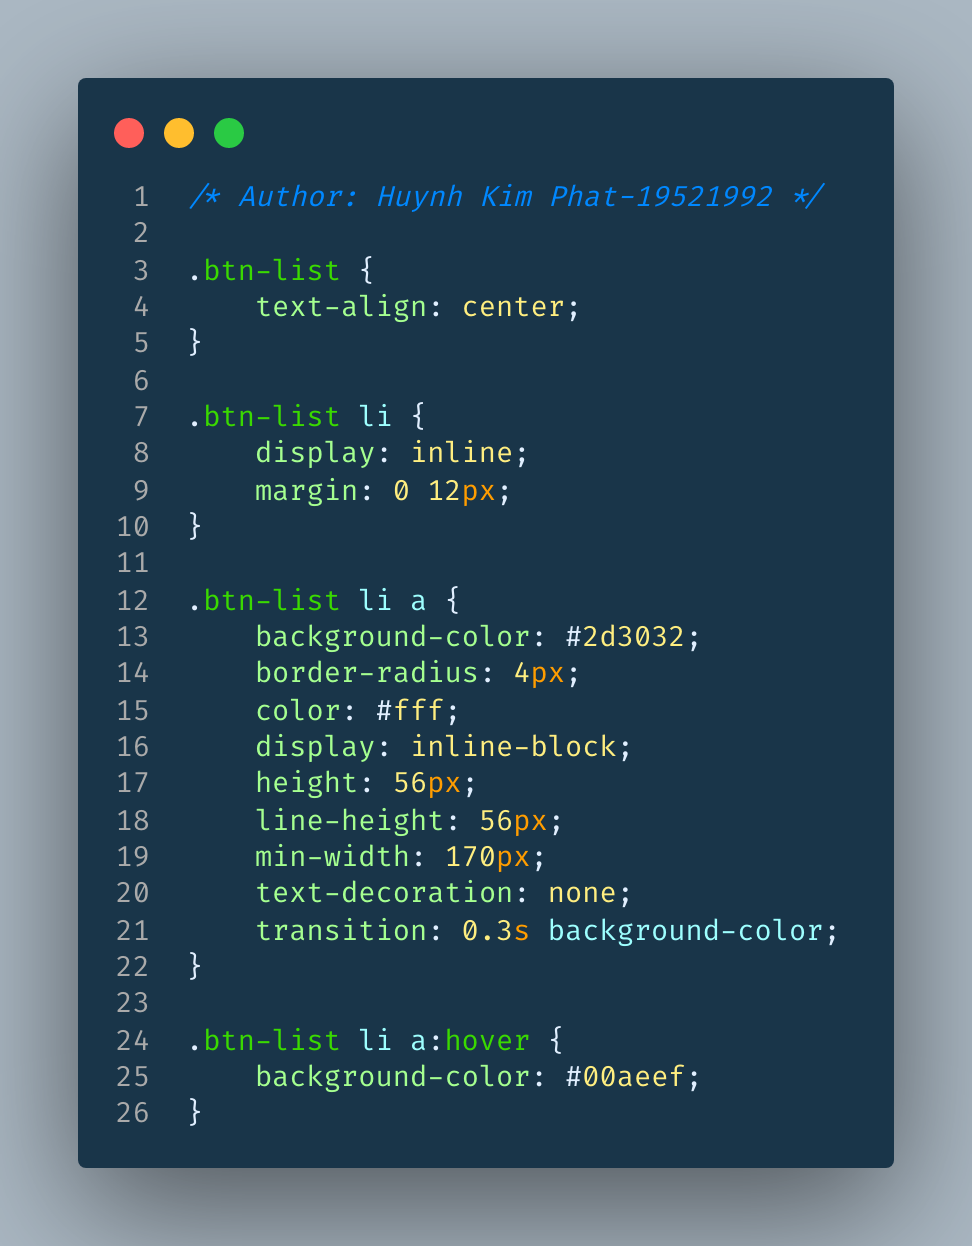 1 /* Author: Huynh Kim Phat-19521992 */
2
3 .btn-list {
4     text-align: center;
5 }
6
7 .btn-list li {
8     display: inline;
9     margin: 0 12px;
10 }
11
12 .btn-list li a {
13     background-color: #2d3032;
14     border-radius: 4px;
15     color: #fff;
16     display: inline-block;
17     height: 56px;
18     line-height: 56px;
19     min-width: 170px;
20     text-decoration: none;
21     transition: 0.3s background-color;
22 }
23
24 .btn-list li a:hover {
25     background-color: #00aeef;
26 }